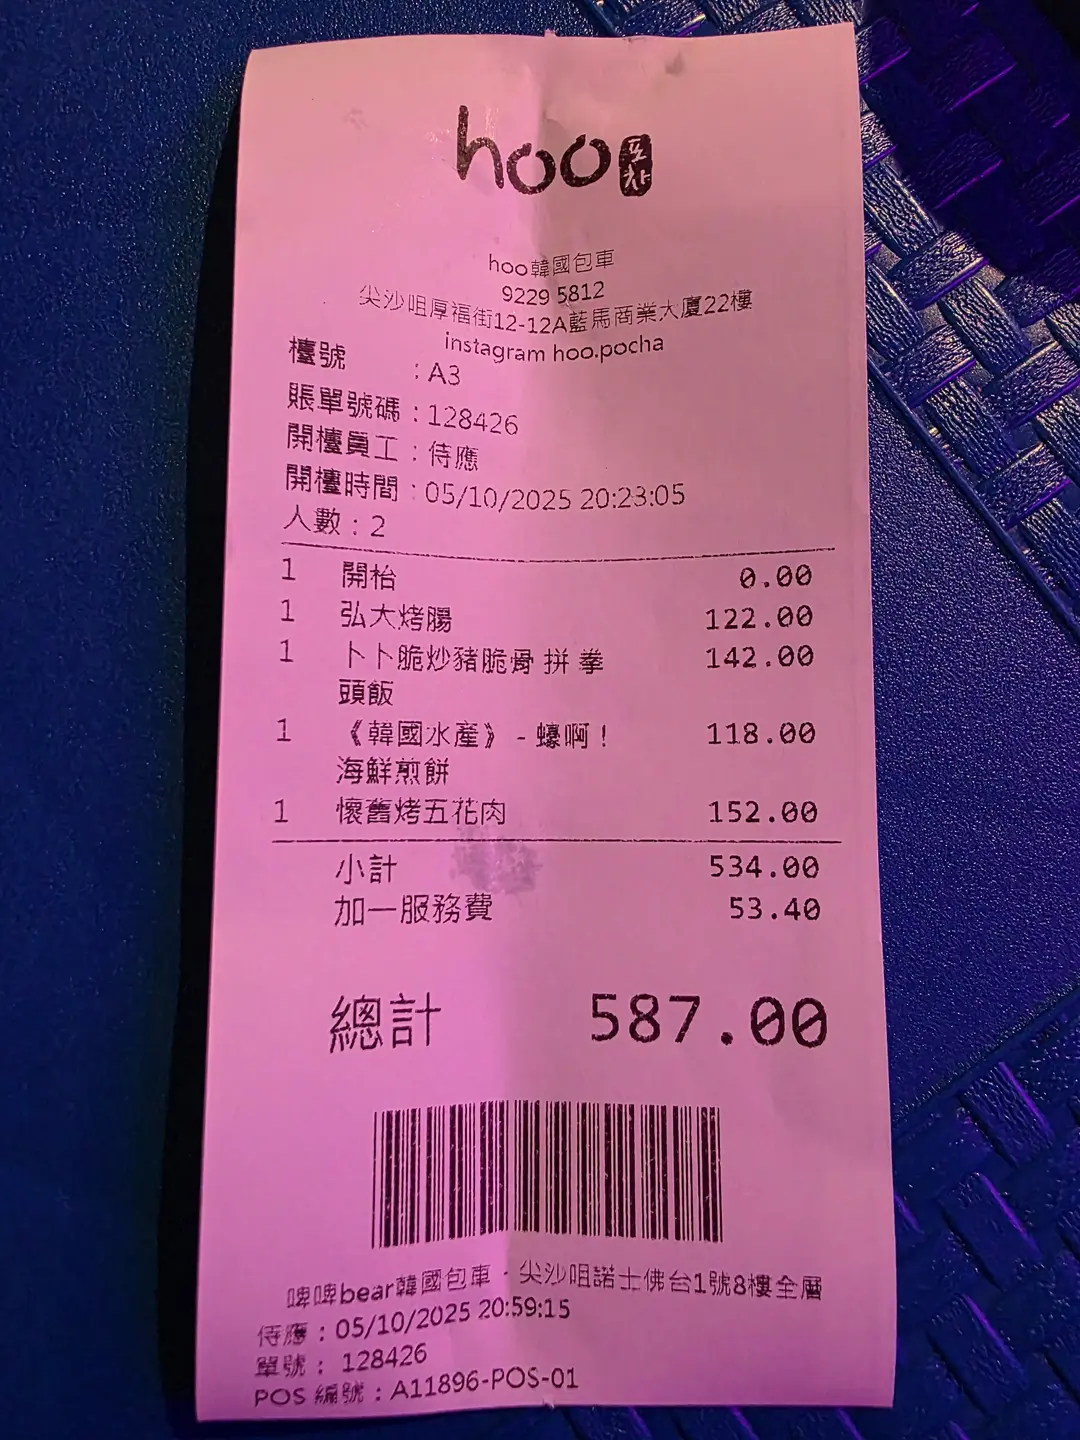 hoo 포차
hoo韓國包車
9229 5812
尖沙咀厚福街12-12A藍馬商業大廈22樓
instagram hoo.pocha
檯號 : A3
賬單號碼 : 128426
開檯員工 : 侍應
開檯時間 : 05/10/2025 20:23:05
人數 : 2
1 開枱 0.00
1 弘大烤腸 122.00
1 卜卜脆炒豬脆骨 拼 拳 142.00
頭飯
1 《韓國水產》 - 蠔啊！ 118.00
海鮮煎餅
1 懷舊烤五花肉 152.00
小計 534.00
加一服務費 53.40
總計 587.00
啤啤bear韓國包車 - 尖沙咀諾士佛台1號8樓全層
侍應 : 05/10/2025 20:59:15
單號 : 128426
POS 編號 : A11896-POS-01